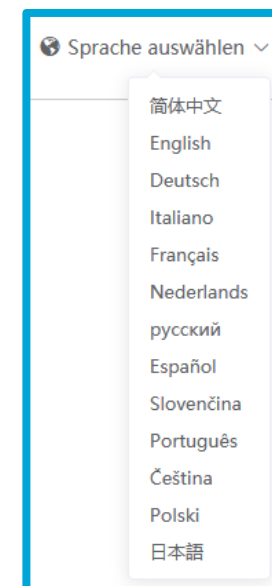 Sprache auswählen
简体中文
English
Deutsch
Italiano
Français
Nederlands
русский
Español
Slovenčina
Português
Čeština
Polski
日本語